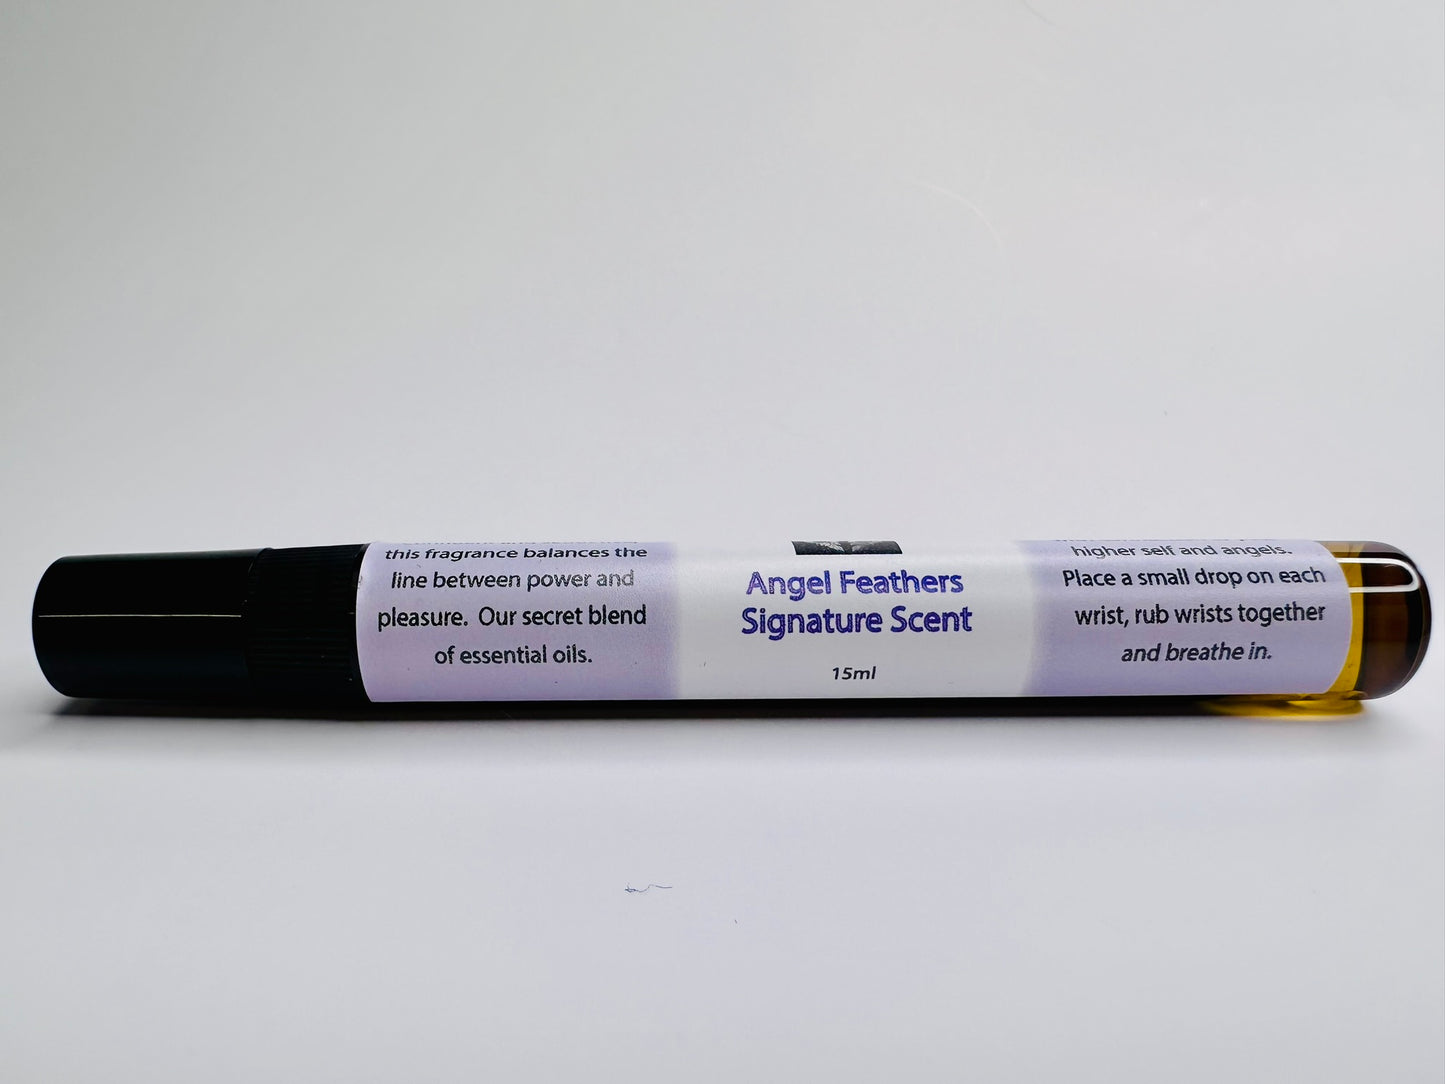 this fragrance balances the
line between power and
pleasure. Our secret blend
of essential oils.
Angel Feathers
Signature Scent
15ml
higher self and angels.
Place a small drop on each
wrist, rub wrists together
and breathe in.